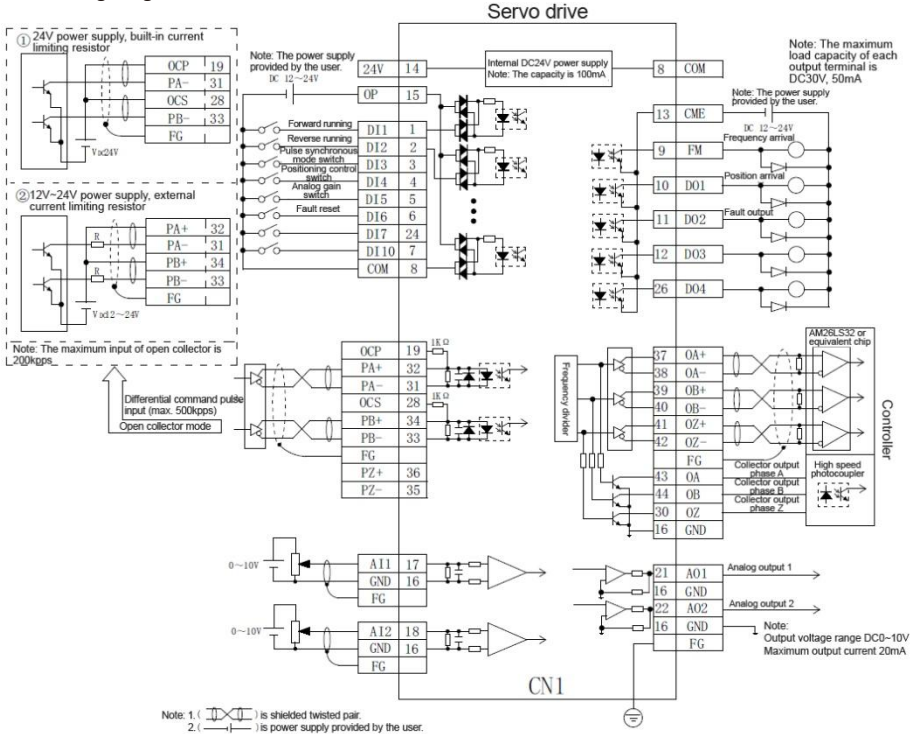 Servo drive
① 24V power supply, built-in current
limiting resistor
OCP 19
PA- 31
OCS 28
PB- 33
FG
VDC24V
②12V~24V power supply, external
current limiting resistor
R
R
PA+ 32
PA- 31
PB+ 34
PB- 33
FG
VDC12~24V
Note: The maximum input of open collector is
200kpps
Differential command pulse
input (max. 500kpps)
Open collector mode
Note: The power supply
provided by the user.
DC 12~24V
24V 14
OP 15
Forward running
DI1 1
Reverse running
DI2 2
Pulse synchronous
mode switch
DI3 3
Positioning control
switch
DI4 4
Analog gain
switch
DI5 5
Fault reset
DI6 6
DI7 24
DI10 7
COM 8
Internal DC24V power supply
Note: The capacity is 100mA
8 COM
Note: The maximum
load capacity of each
output terminal is
DC30V, 50mA
Note: The power supply
provided by the user.
13 CME
DC 12~24V
Frequency arrival
9 FM
Position arrival
10 DO1
Fault output
11 DO2
12 DO3
26 DO4
OCP 19 1KΩ
PA+ 32
PA- 31
OCS 28 1KΩ
PB+ 34
PB- 33
FG
PZ+ 36
PZ- 35
Frequency divider
37 OA+
38 OA-
39 OB+
40 OB-
41 OZ+
42 OZ-
FG
43 OA
44 OB
30 OZ
16 GND
Collector output
phase A
Collector output
phase B
Collector output
phase Z
AM26LS32 or
equivalent chip
High speed
photocoupler
Controller
0~10V
AI1 17
GND 16
FG
0~10V
AI2 18
GND 16
FG
21 AO1
Analog output 1
16 GND
22 AO2
Analog output 2
16 GND
FG
Note:
Output voltage range DC0~10V
Maximum output current 20mA
CN1
Note: 1. ( ) is shielded twisted pair.
2. ( ) is power supply provided by the user.